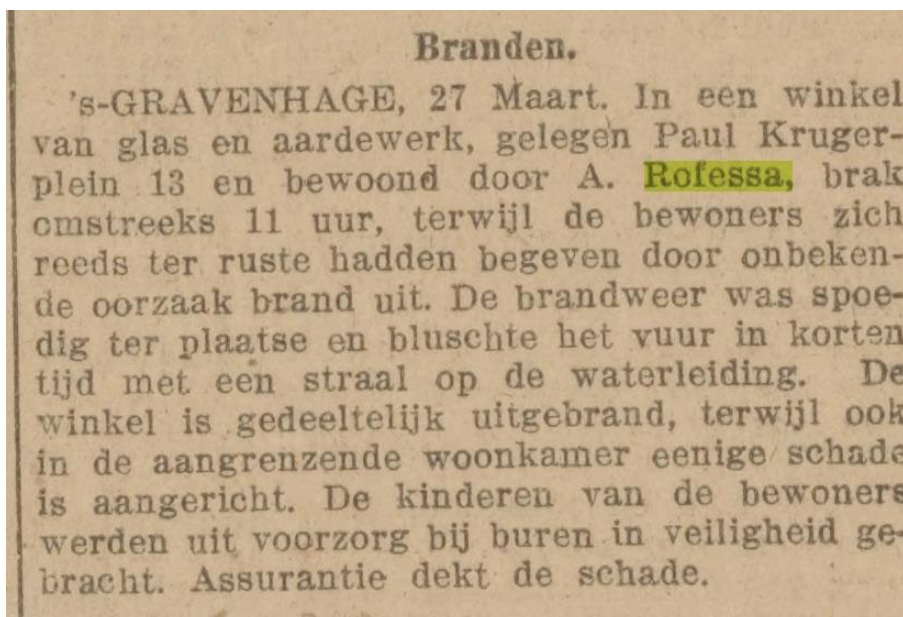 Branden.
's-GRAVENHAGE, 27 Maart. In een winkel
van glas en aardewerk, gelegen Paul Kruger-
plein 13 en bewoond door A. Rofessa, brak
omstreeks 11 uur, terwijl de bewoners zich
reeds ter ruste hadden begeven door onbeken-
de oorzaak brand uit. De brandweer was spoe-
dig ter plaatse en bluschte het vuur in korten
tijd met een straal op de waterleiding. De
winkel is gedeeltelijk uitgebrand, terwijl ook
in de aangrenzende woonkamer eenige schade
is aangericht. De kinderen van de bewoners
werden uit voorzorg bij buren in veiligheid ge-
bracht. Assurantie dekt de schade.